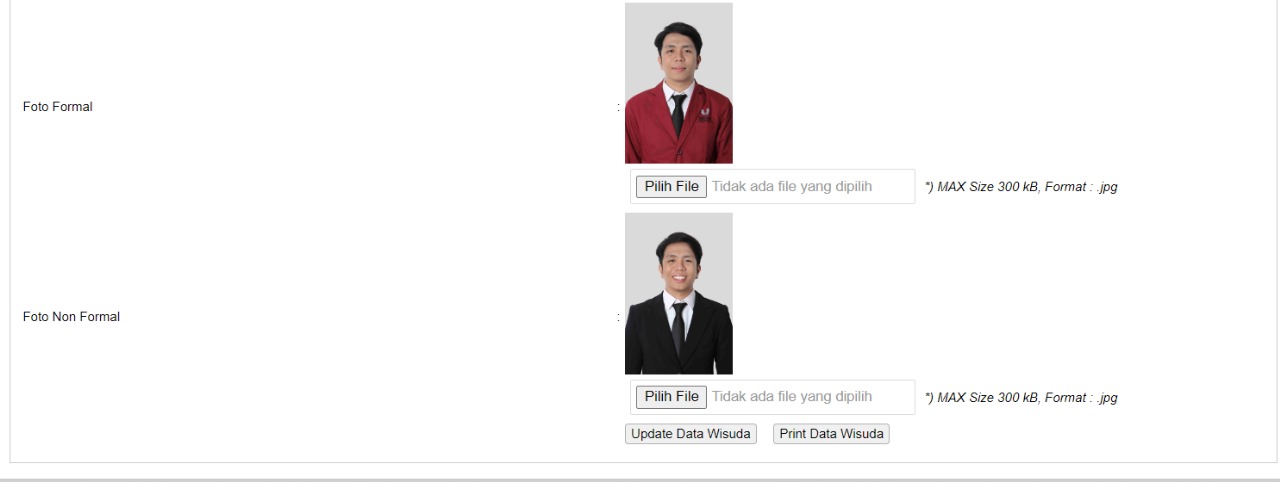 Foto Formal :
Pilih File Tidak ada file yang dipilih *) MAX Size 300 kB, Format : .jpg
Foto Non Formal :
Pilih File Tidak ada file yang dipilih *) MAX Size 300 kB, Format : .jpg
Update Data Wisuda Print Data Wisuda